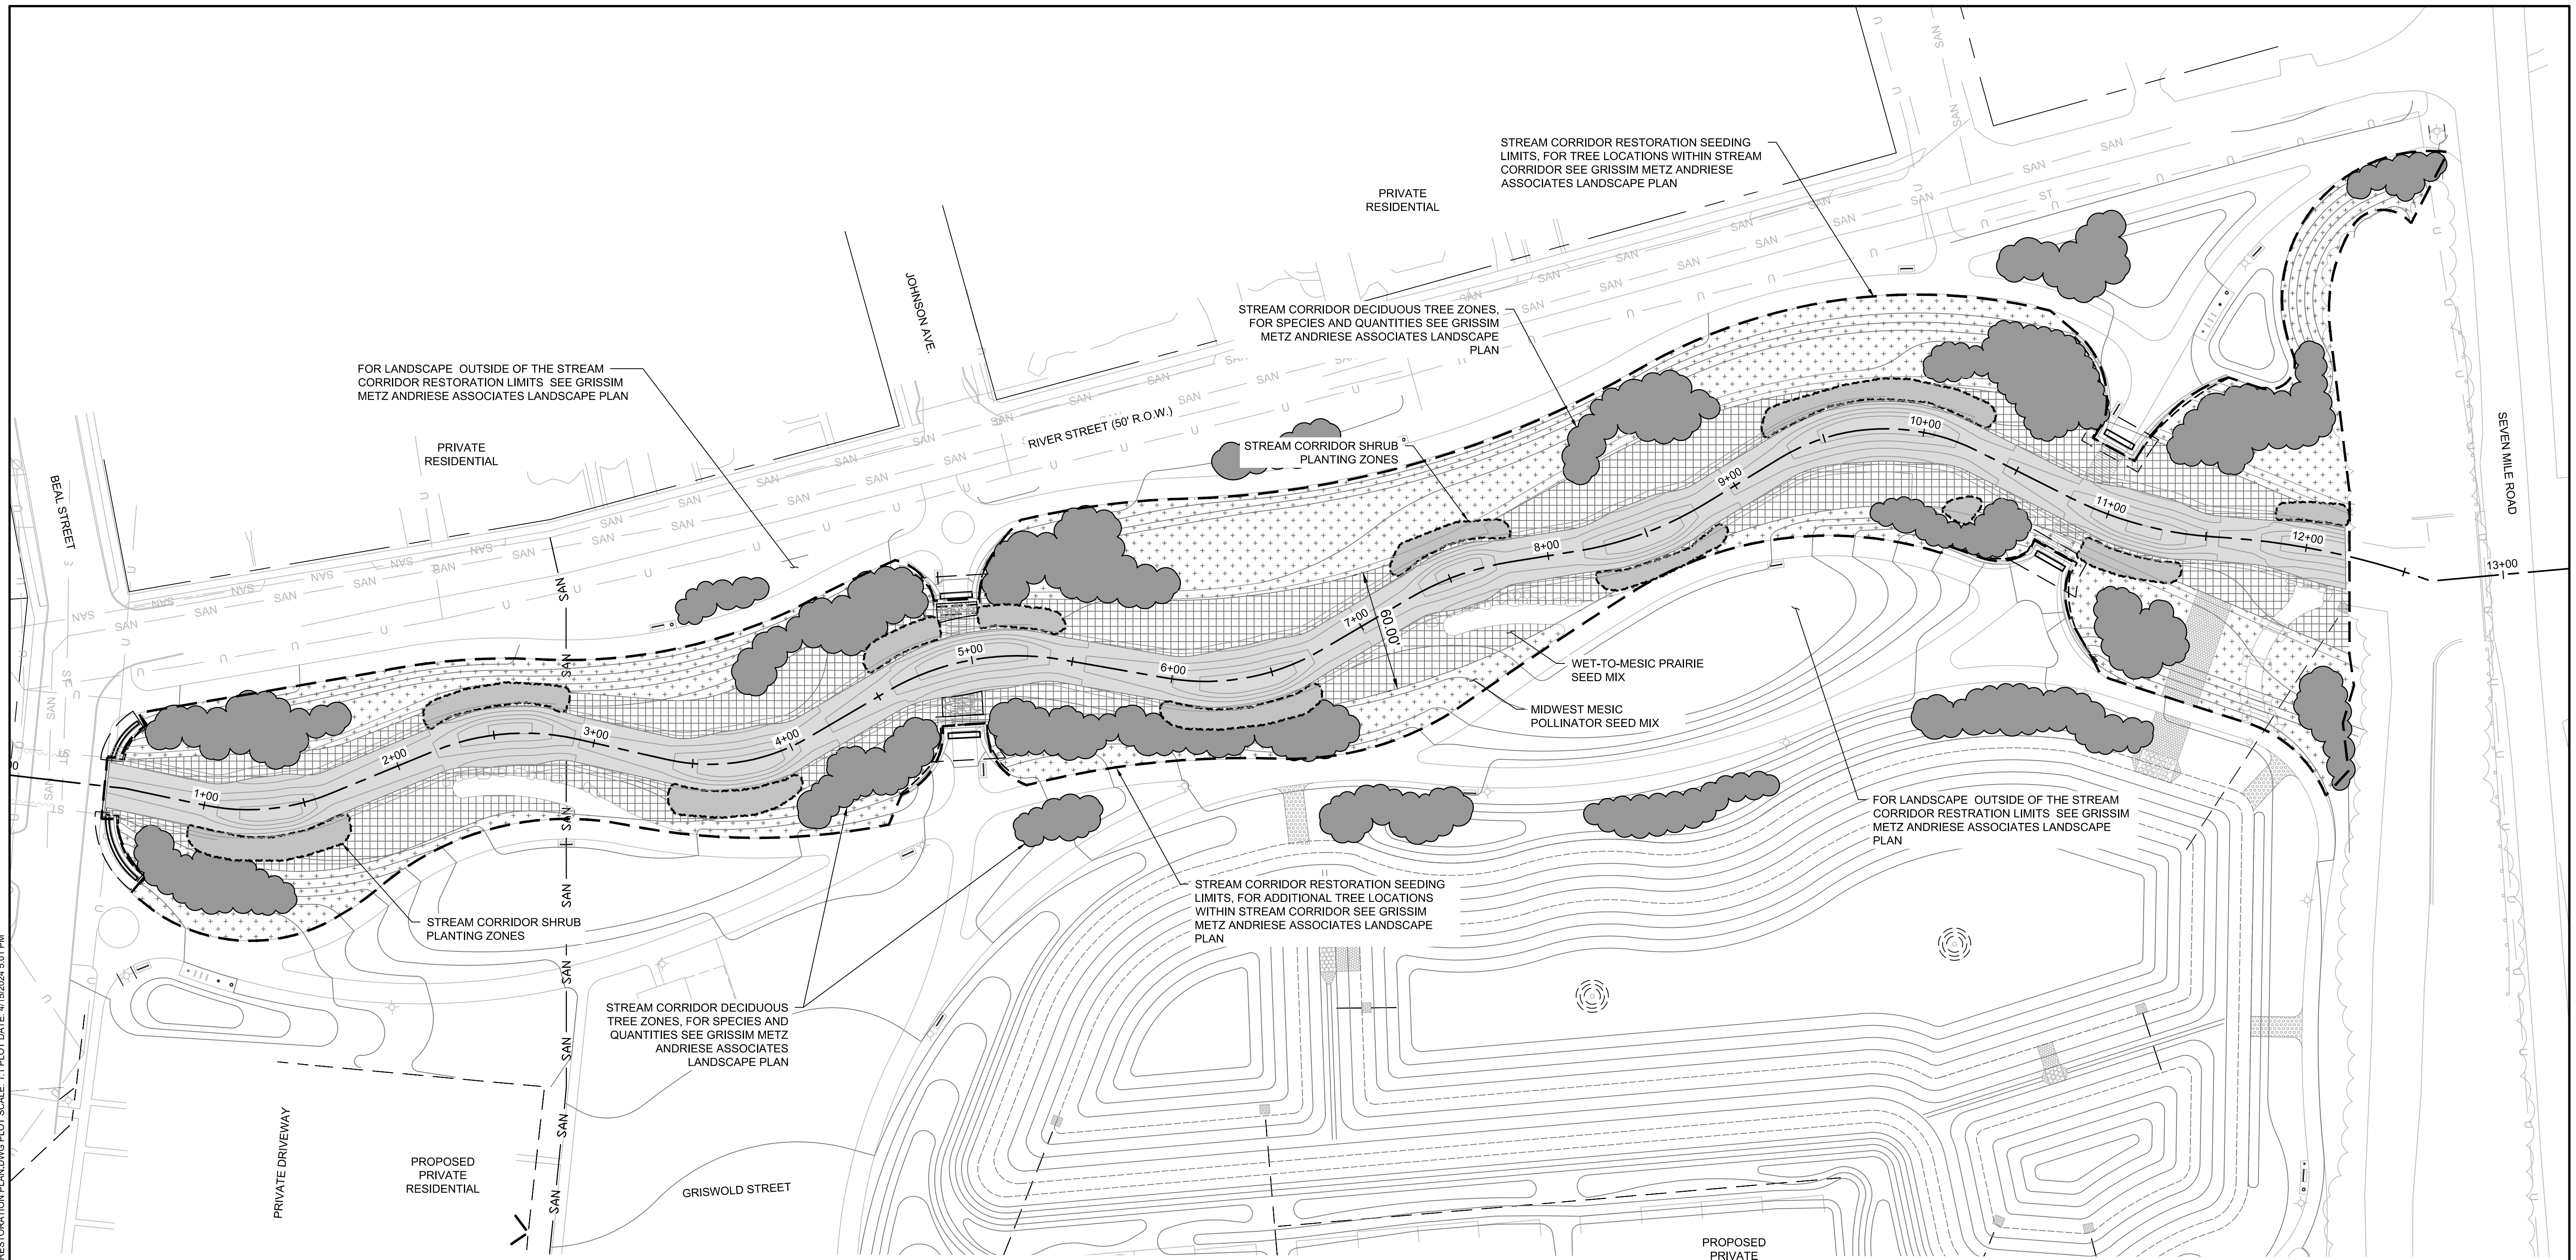 STREAM CORRIDOR RESTORATION SEEDING
LIMITS, FOR TREE LOCATIONS WITHIN STREAM
CORRIDOR SEE GRISSIM METZ ANDRIESE
ASSOCIATES LANDSCAPE PLAN
PRIVATE
RESIDENTIAL
JOHNSON AVE.
STREAM CORRIDOR DECIDUOUS TREE ZONES,
FOR SPECIES AND QUANTITIES SEE GRISSIM
METZ ANDRIESE ASSOCIATES LANDSCAPE
PLAN
FOR LANDSCAPE OUTSIDE OF THE STREAM
CORRIDOR RESTORATION LIMITS SEE GRISSIM
METZ ANDRIESE ASSOCIATES LANDSCAPE PLAN
RIVER STREET (50' R.O.W.)
PRIVATE
RESIDENTIAL
STREAM CORRIDOR SHRUB
PLANTING ZONES
BEAL STREET
SEVEN MILE ROAD
1+00
2+00
3+00
4+00
5+00
6+00
7+00
8+00
9+00
10+00
11+00
12+00
13+00
60.00'
WET-TO-MESIC PRAIRIE
SEED MIX
MIDWEST MESIC
POLLINATOR SEED MIX
FOR LANDSCAPE OUTSIDE OF THE STREAM
CORRIDOR RESTRATION LIMITS SEE GRISSIM
METZ ANDRIESE ASSOCIATES LANDSCAPE
PLAN
STREAM CORRIDOR RESTORATION SEEDING
LIMITS, FOR ADDITIONAL TREE LOCATIONS
WITHIN STREAM CORRIDOR SEE GRISSIM
METZ ANDRIESE ASSOCIATES LANDSCAPE
PLAN
STREAM CORRIDOR SHRUB
PLANTING ZONES
STREAM CORRIDOR DECIDUOUS
TREE ZONES, FOR SPECIES AND
QUANTITIES SEE GRISSIM METZ
ANDRIESE ASSOCIATES
LANDSCAPE PLAN
PRIVATE DRIVEWAY
PROPOSED
PRIVATE
RESIDENTIAL
GRISWOLD STREET
PROPOSED
PRIVATE
SAN
SAN
SAN
SAN
SAN
SAN
SAN
SAN
SAN